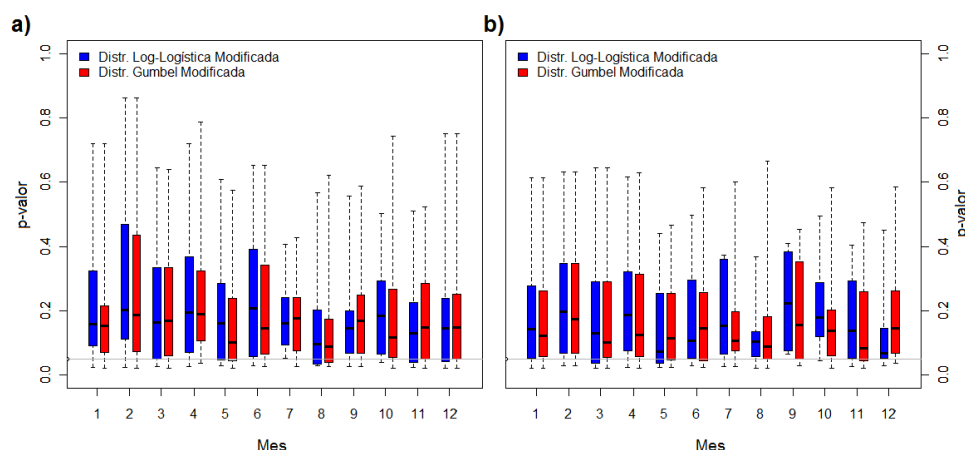 a)
Distr. Log-Logística Modificada
Distr. Gumbel Modificada
p-valor
1.0
0.8
0.6
0.4
0.2
0.0
1 2 3 4 5 6 7 8 9 10 11 12
Mes
b)
Distr. Log-Logística Modificada
Distr. Gumbel Modificada
p-valor
1.0
0.8
0.6
0.4
0.2
0.0
1 2 3 4 5 6 7 8 9 10 11 12
Mes
p-valor